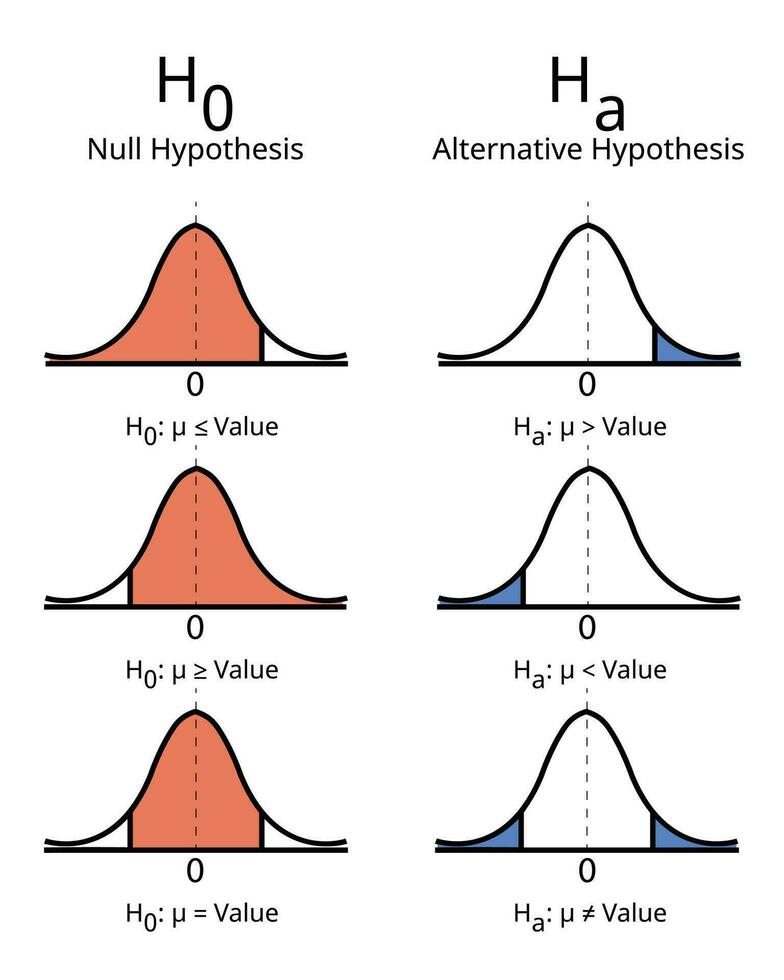 H₀ Hₐ
Null Hypothesis Alternative Hypothesis
0 0
H₀: μ ≤ Value Hₐ: μ > Value
0 0
H₀: μ ≥ Value Hₐ: μ < Value
0 0
H₀: μ = Value Hₐ: μ ≠ Value